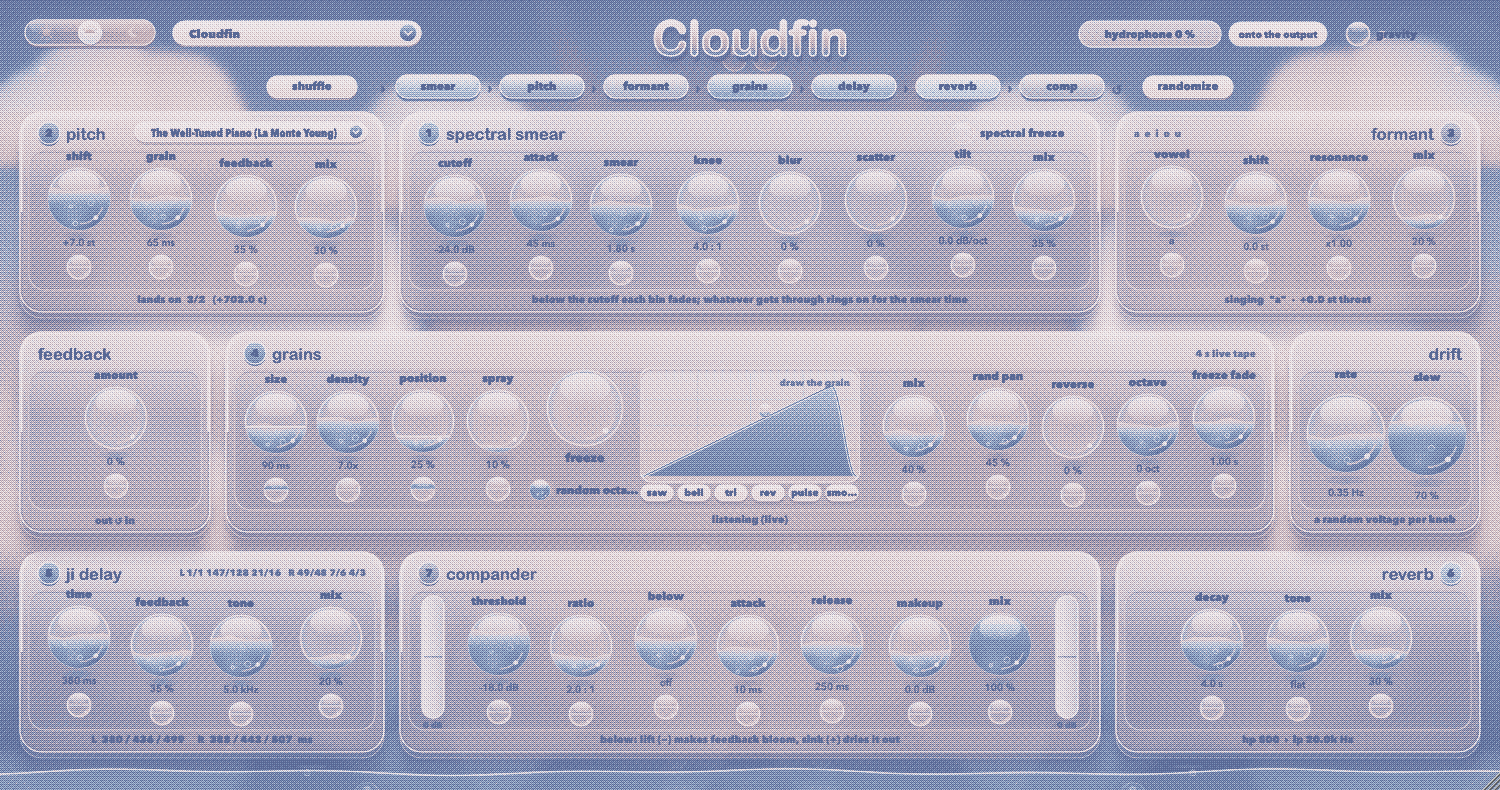 Cloudfin
Cloudfin
hydrophone 0 %
onto the output
gravity
shuffle
smear
pitch
formant
grains
delay
reverb
comp
randomize
2 pitch
The Well-Tuned Piano (La Monte Young)
shift
grain
feedback
mix
+7.0 st
65 ms
35 %
30 %
lands on 3/2 (+702.0 c)
1 spectral smear
spectral freeze
cutoff
attack
smear
knee
blur
scatter
tilt
mix
-24.0 dB
45 ms
1.80 s
4.0 : 1
0 %
0 %
0.0 dB/oct
35 %
below the cutoff each bin fades; whatever gets through rings on for the smear time
a e i o u
formant 3
vowel
shift
resonance
mix
a
0.0 st
x1.00
20 %
singing "a" · +0.0 st throat
feedback
amount
0 %
out ↺ in
4 grains
4 s live tape
size
density
position
spray
90 ms
7.0x
25 %
10 %
freeze
random octa...
draw the grain
saw
bell
tri
rev
pulse
smo...
mix
rand pan
reverse
octave
freeze fade
40 %
45 %
0 %
0 oct
1.00 s
listening (live)
drift
rate
slew
0.35 Hz
70 %
a random voltage per knob
5 ji delay
L 1/1 147/128 21/16 R 49/48 7/6 4/3
time
feedback
tone
mix
380 ms
35 %
5.0 kHz
20 %
L 380 / 436 / 499 R 388 / 443 / 507 ms
7 compander
threshold
ratio
below
attack
release
makeup
mix
-18.0 dB
2.0 : 1
off
10 ms
250 ms
0.0 dB
100 %
0 dB
0 dB
below: lift (−) makes feedback bloom, sink (+) dries it out
reverb 6
decay
tone
mix
4.0 s
flat
30 %
hp 500 · lp 20.0k Hz